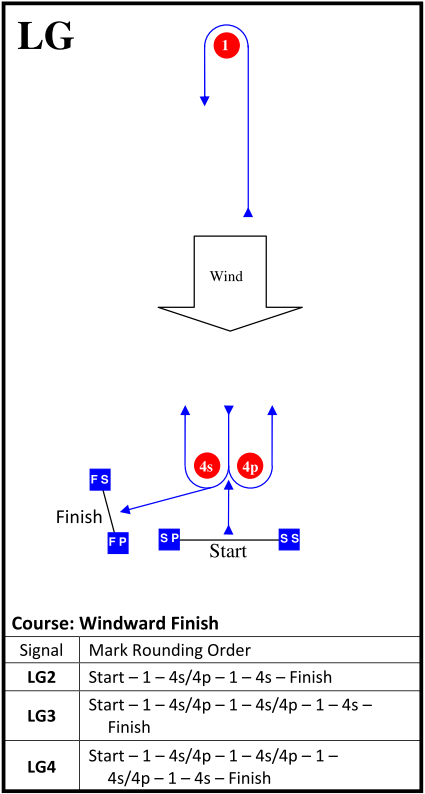 LG
1
Wind
4s 4p
F S
Finish
F P
S P
S S
Start
Course: Windward Finish
Signal Mark Rounding Order
LG2 Start – 1 – 4s/4p – 1 – 4s – Finish
LG3 Start – 1 – 4s/4p – 1 – 4s/4p – 1 – 4s –
Finish
LG4 Start – 1 – 4s/4p – 1 – 4s/4p – 1 –
4s/4p – 1 – 4s – Finish